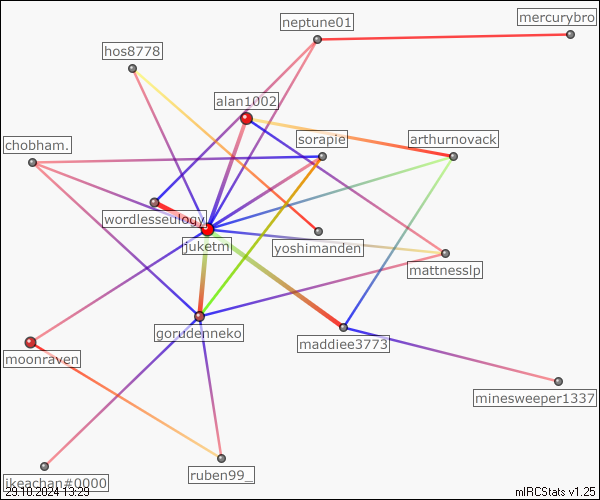 neptune01
mercurybro
hos8778
alan1002
chobham.
sorapie
arthurnovack
wordlesseulogy
juketm
yoshimanden
mattnesslp
gorudenneko
maddiee3773
moonraven
minesweeper1337
ruben99_
ikeachan#0000
29.10.2024 13:29
mIRCStats v1.25